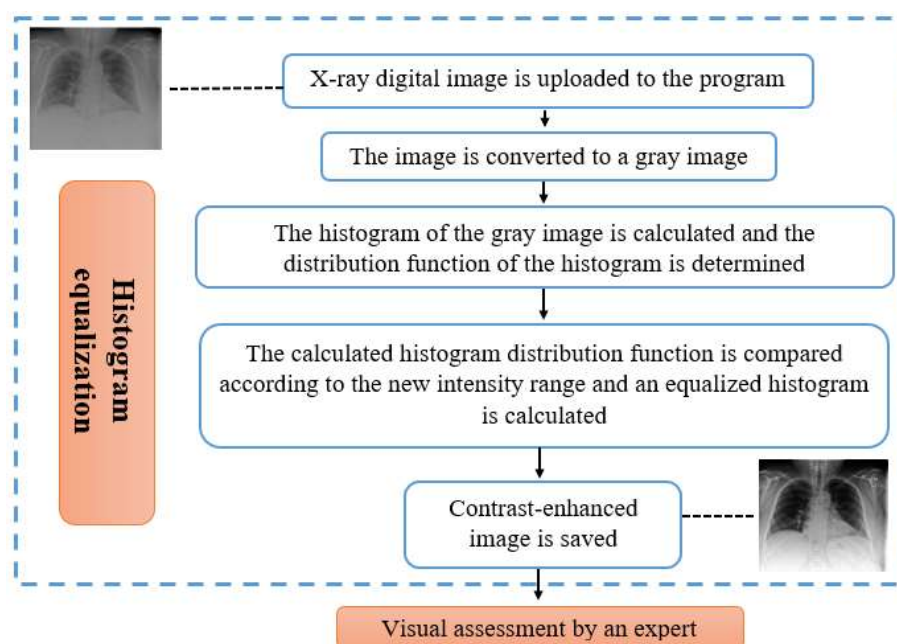 X-ray digital image is uploaded to the program
The image is converted to a gray image
The histogram of the gray image is calculated and the
distribution function of the histogram is determined
Histogram
equalization
The calculated histogram distribution function is compared
according to the new intensity range and an equalized histogram
is calculated
Contrast-enhanced
image is saved
Visual assessment by an expert